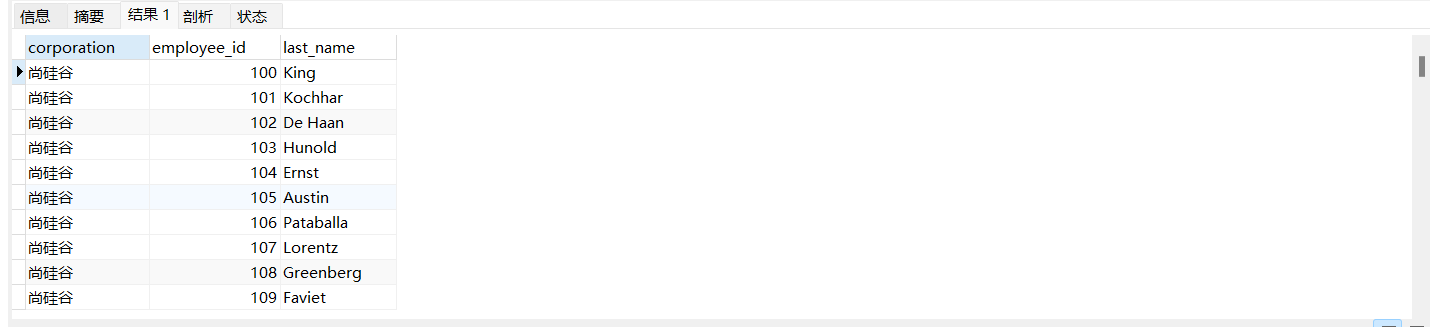 信息 摘要 结果 1 剖析 状态
corporation employee_id last_name
尚硅谷 100 King
尚硅谷 101 Kochhar
尚硅谷 102 De Haan
尚硅谷 103 Hunold
尚硅谷 104 Ernst
尚硅谷 105 Austin
尚硅谷 106 Pataballa
尚硅谷 107 Lorentz
尚硅谷 108 Greenberg
尚硅谷 109 Faviet